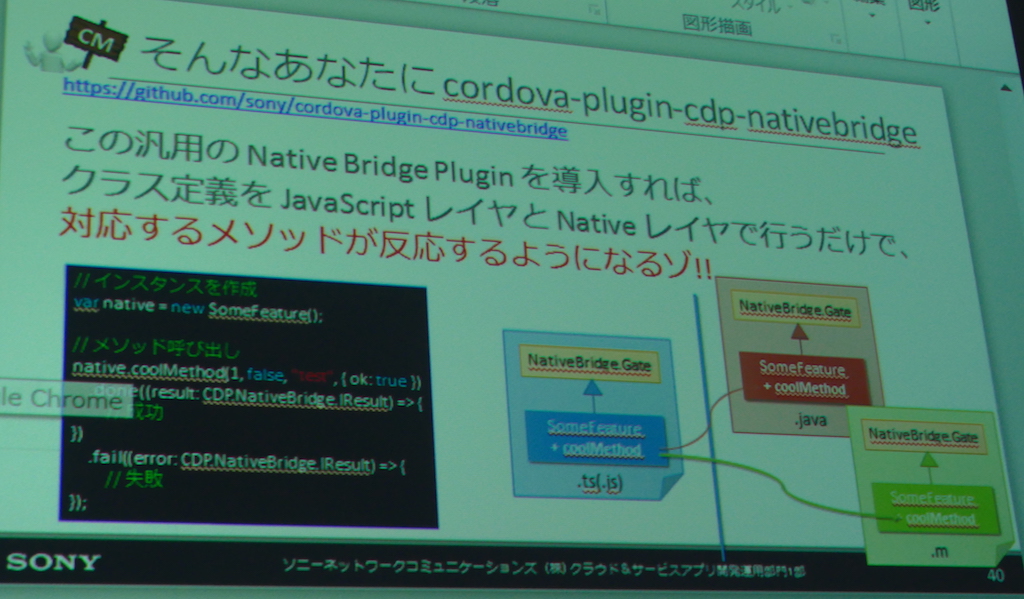 スタイル
図形
図形描画
CM
そんなあなたに cordova-plugin-cdp-nativebridge
https://github.com/sony/cordova-plugin-cdp-nativebridge
この汎用の Native Bridge Plugin を導入すれば、
クラス定義を JavaScript レイヤと Native レイヤで行うだけで、
対応するメソッドが反応するようになるゾ!!
// インスタンスを作成
var native = new SomeFeature();
// メソッド呼び出し
native.coolMethod(1, false, "test", { ok: true })
done((result: CDP.NativeBridge.IResult) => {
成功
})
.fail((error: CDP.NativeBridge.IResult) => {
// 失敗
});
le Chrome
NativeBridge.Gate
SomeFeature
+ coolMethod
.ts(.js)
NativeBridge.Gate
SomeFeature
+ coolMethod
.java
NativeBridge.Gate
SomeFeature
coolMethod
.m
SONY
ソニーネットワークコミュニケーションズ（株）クラウド&サービスアプリ開発運用部門1部
40